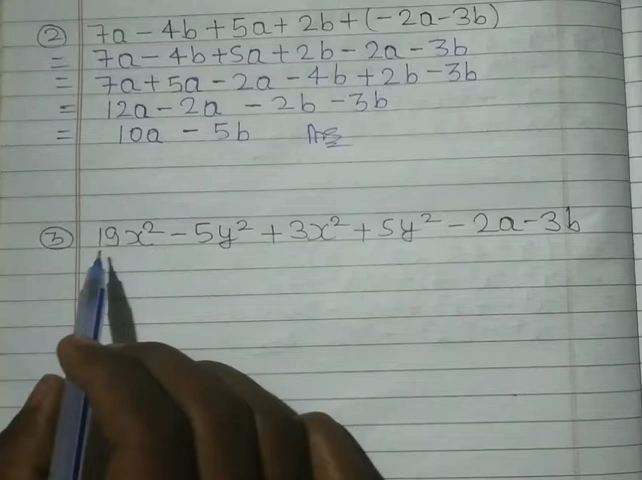 ② 7a - 4b + 5a + 2b + (-2a - 3b)
= 7a - 4b + 5a + 2b - 2a - 3b
= 7a + 5a - 2a - 4b + 2b - 3b
= 12a - 2a - 2b - 3b
= 10a - 5b Ans
③ 19x² - 5y² + 3x² + 5y² - 2a - 3b